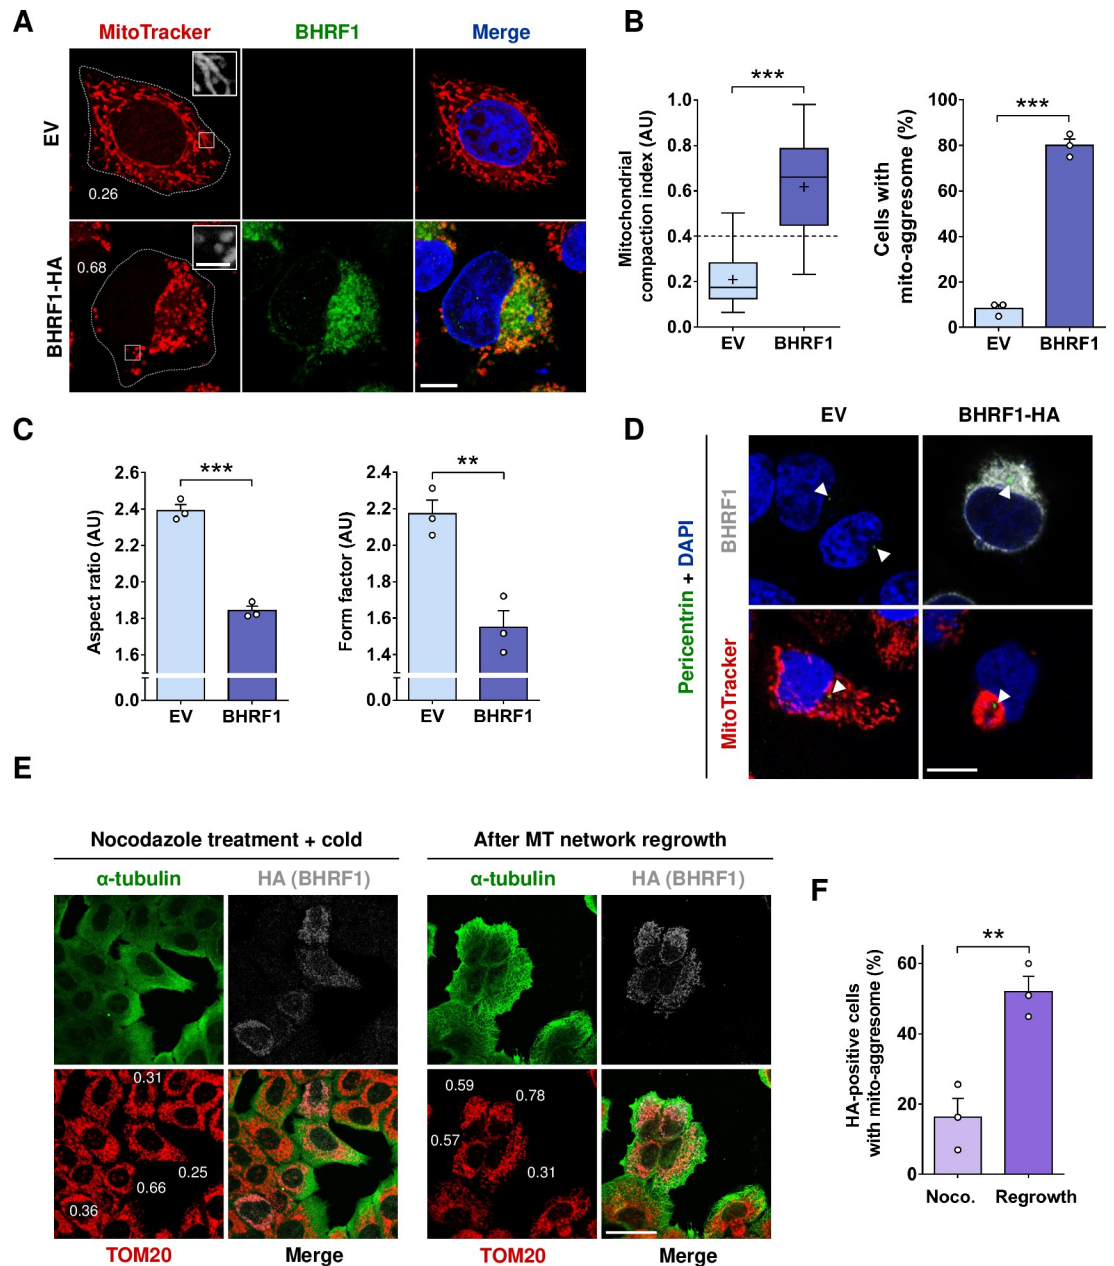 A
MitoTracker
BHRF1
Merge
EV
0.26
BHRF1-HA
0.68
B
Mitochondrial
compaction index (AU)
1.0
0.8
0.6
0.4
0.2
0.0
***
EV
BHRF1
Cells with
mito-aggresome (%)
100
80
60
40
20
0
***
EV
BHRF1
C
Aspect ratio (AU)
2.6
2.4
2.2
2.0
1.8
1.6
0.0
***
EV
BHRF1
Form factor (AU)
2.4
2.2
2.0
1.8
1.6
1.4
0.0
**
EV
BHRF1
D
EV
BHRF1-HA
Pericentrin + DAPI
BHRF1
MitoTracker
E
Nocodazole treatment + cold
α-tubulin
HA (BHRF1)
0.31
0.25
0.66
0.36
TOM20
Merge
After MT network regrowth
α-tubulin
HA (BHRF1)
0.59
0.78
0.57
0.31
TOM20
Merge
F
HA-positive cells
with mito-aggresome (%)
60
40
20
0
**
Noco.
Regrowth